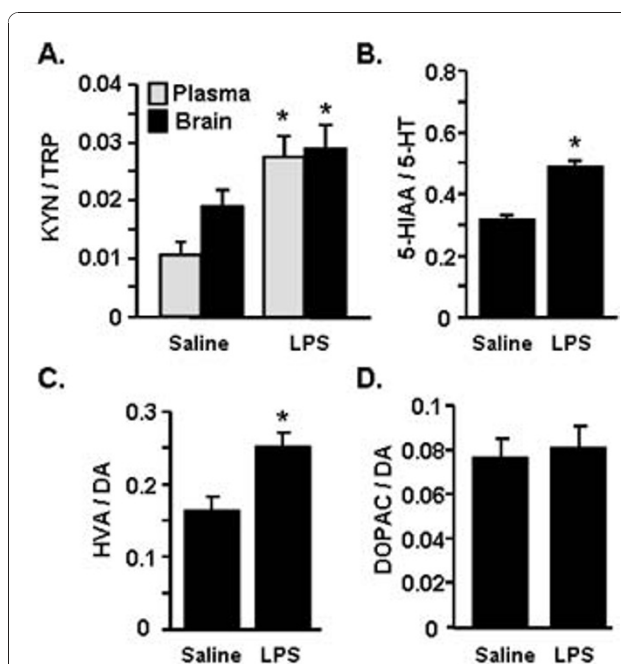 A.
KYN / TRP
0.04
0.03
0.02
0.01
0
Plasma
Brain
* *
Saline LPS
B.
5-HIAA / 5-HT
0.8
0.6
0.4
0.2
0
*
Saline LPS
C.
HVA / DA
0.3
0.2
0.1
0
*
Saline LPS
D.
DOPAC / DA
0.1
0.08
0.06
0.04
0.02
0
Saline LPS